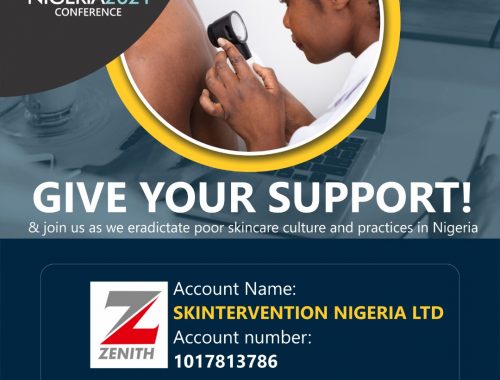 NIGERIA2021
CONFERENCE
GIVE YOUR SUPPORT!
& join us as we eradictate poor skincare culture and practices in Nigeria
Account Name:
SKINTERVENTION NIGERIA LTD
Account number:
1017813786
ZENITH